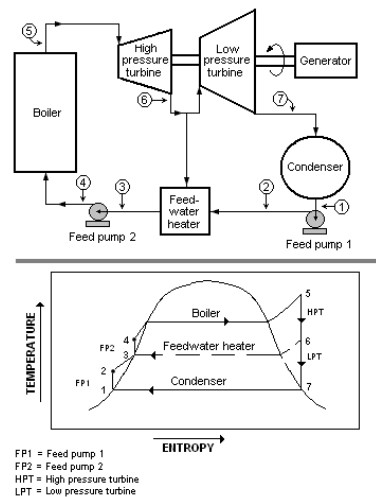 5
High
pressure
turbine
Low
pressure
turbine
Generator
6
7
Boiler
Condenser
4
3
Feed-
water
heater
2
1
Feed pump 2
Feed pump 1
TEMPERATURE
Boiler
5
HPT
4
FP2
Feedwater heater
6
3
LPT
2
FP1
Condenser
1
7
ENTROPY
FP1 = Feed pump 1
FP2 = Feed pump 2
HPT = High pressure turbine
LPT = Low pressure turbine